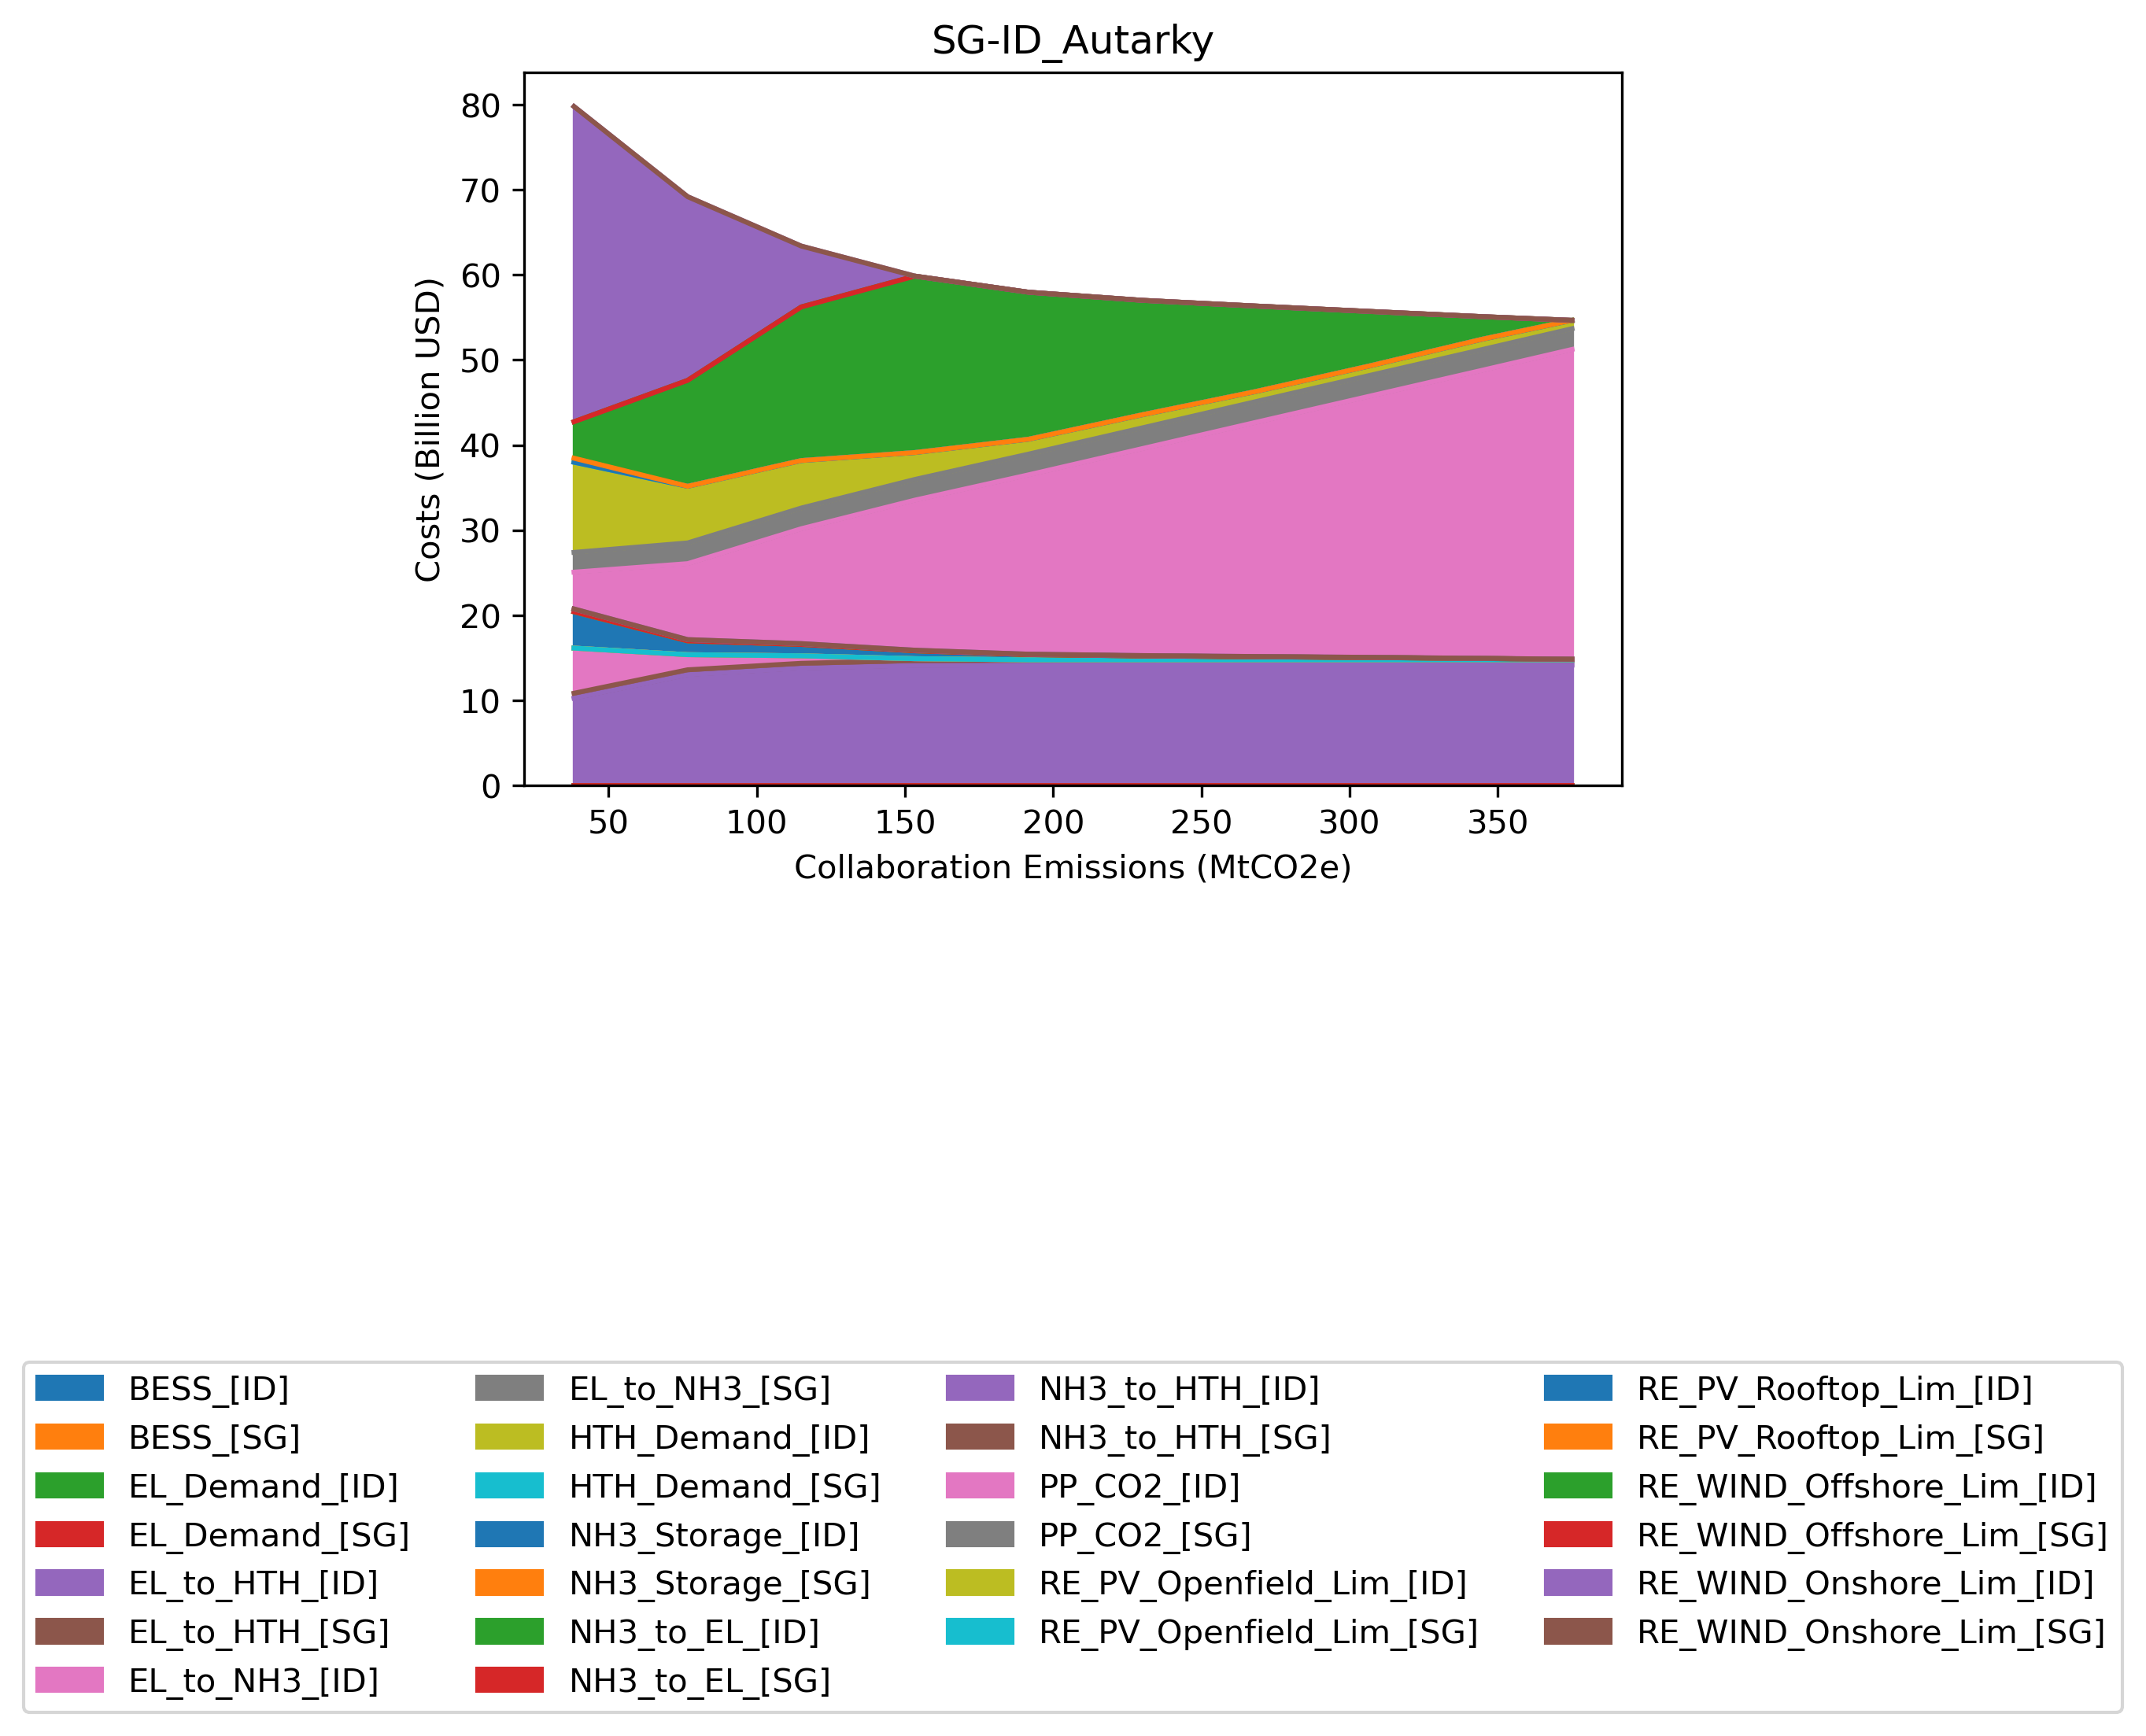 SG-ID_Autarky
Costs (Billion USD)
80
70
60
50
40
30
20
10
0
50 100 150 200 250 300 350
Collaboration Emissions (MtCO2e)
BESS_[ID]
BESS_[SG]
EL_Demand_[ID]
EL_Demand_[SG]
EL_to_HTH_[ID]
EL_to_HTH_[SG]
EL_to_NH3_[ID]
EL_to_NH3_[SG]
HTH_Demand_[ID]
HTH_Demand_[SG]
NH3_Storage_[ID]
NH3_Storage_[SG]
NH3_to_EL_[ID]
NH3_to_EL_[SG]
NH3_to_HTH_[ID]
NH3_to_HTH_[SG]
PP_CO2_[ID]
PP_CO2_[SG]
RE_PV_Openfield_Lim_[ID]
RE_PV_Openfield_Lim_[SG]
RE_PV_Rooftop_Lim_[ID]
RE_PV_Rooftop_Lim_[SG]
RE_WIND_Offshore_Lim_[ID]
RE_WIND_Offshore_Lim_[SG]
RE_WIND_Onshore_Lim_[ID]
RE_WIND_Onshore_Lim_[SG]